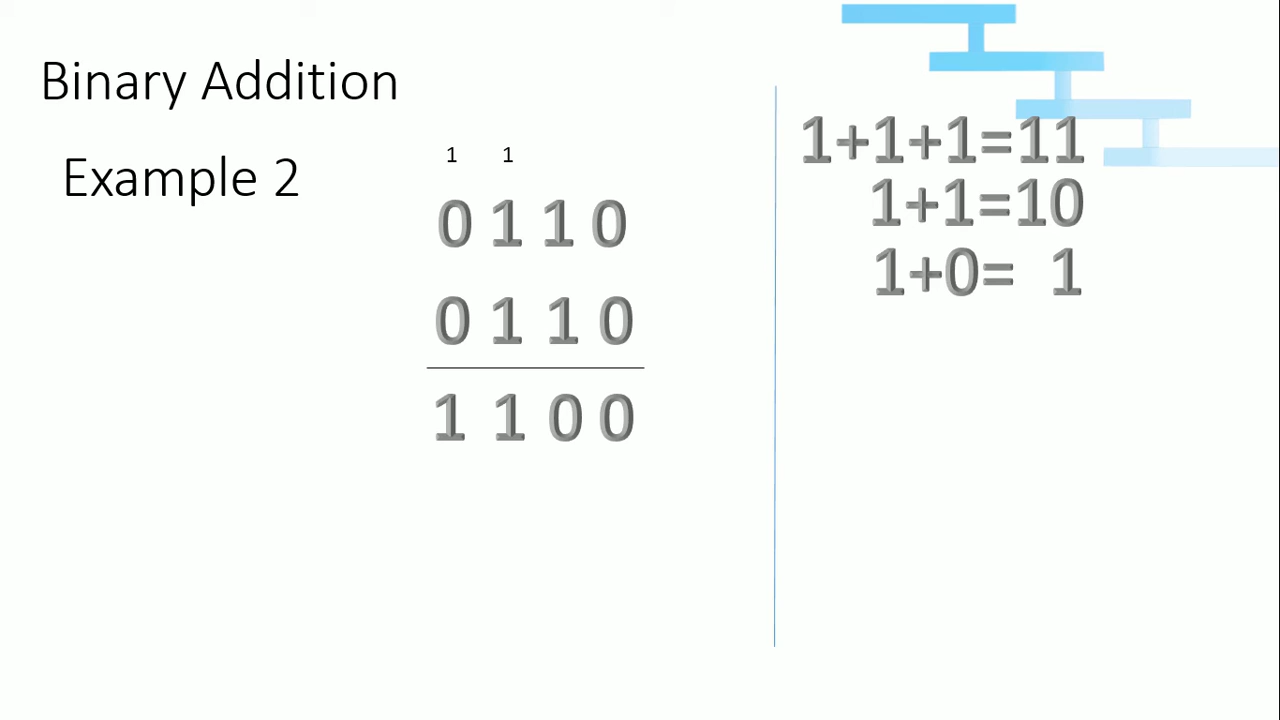 Binary Addition
Example 2
1 1
0 1 1 0
0 1 1 0
1 1 0 0
1+1+1=11
1+1=10
1+0= 1